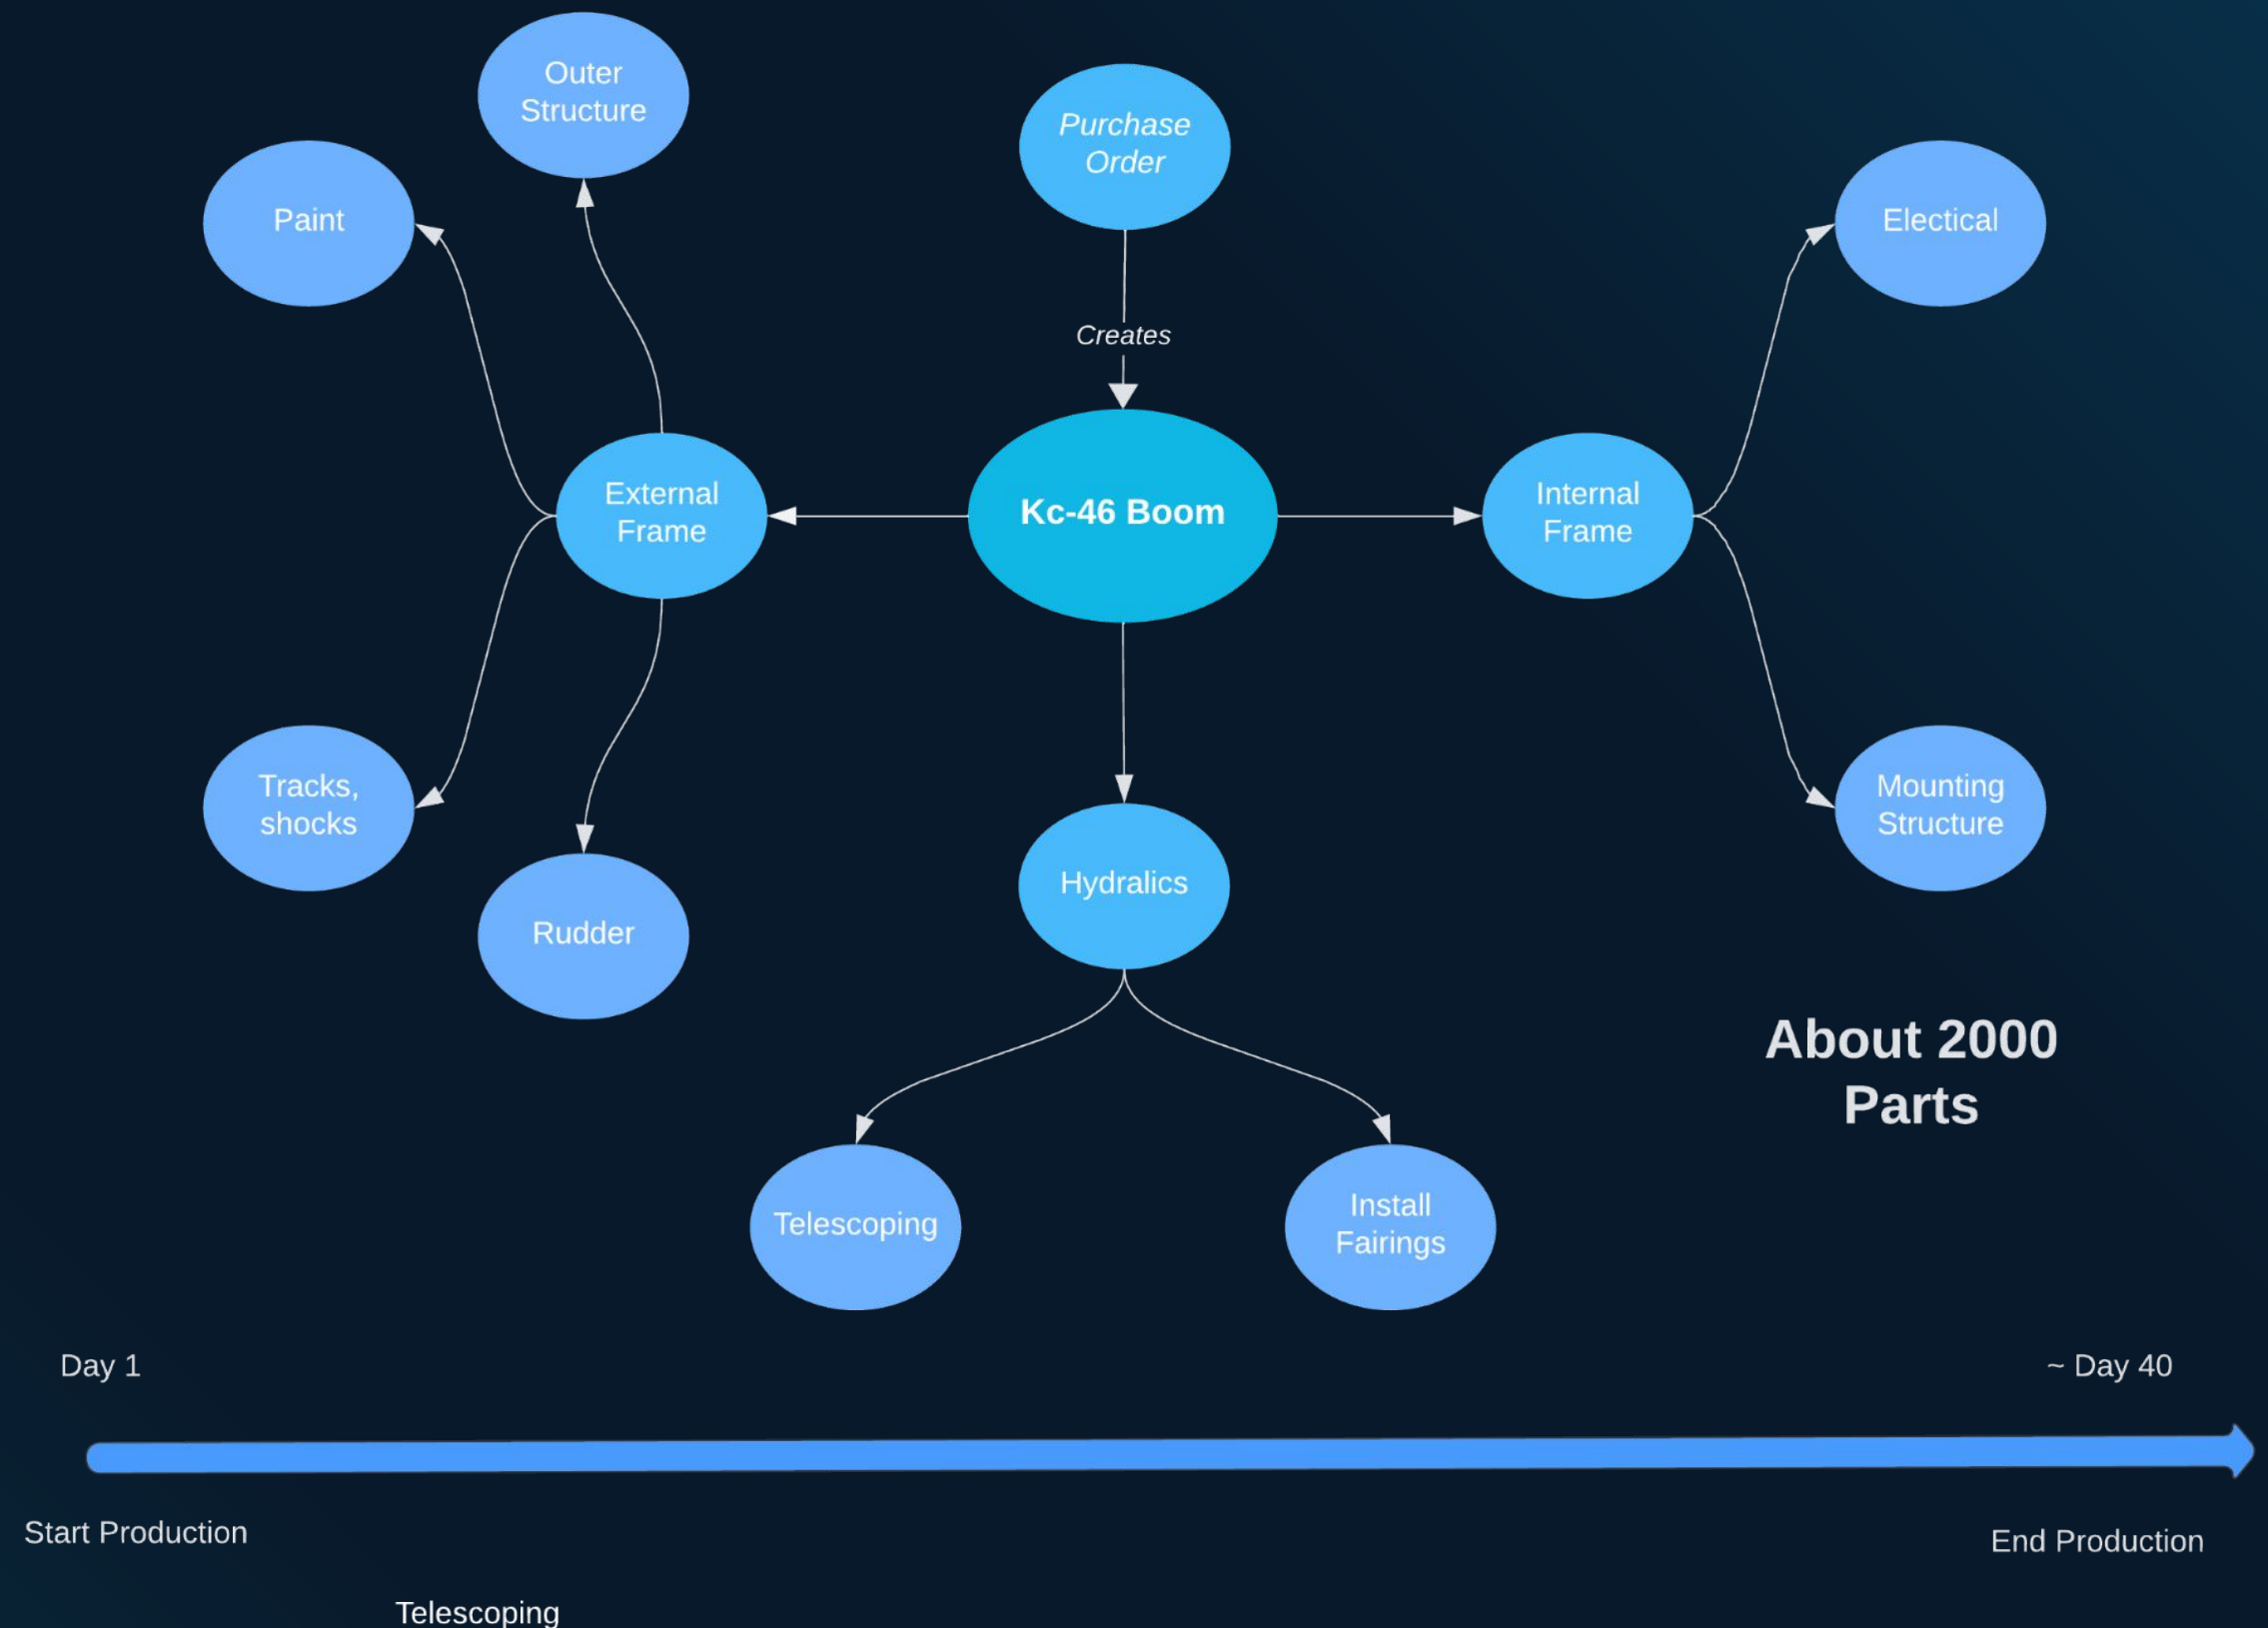 Outer
Structure
Purchase
Order
Paint
Electical
Creates
External
Frame
Kc-46 Boom
Internal
Frame
Tracks,
shocks
Mounting
Structure
Hydralics
Rudder
About 2000
Parts
Telescoping
Install
Fairings
Day 1
~ Day 40
Start Production
End Production
Telescoping